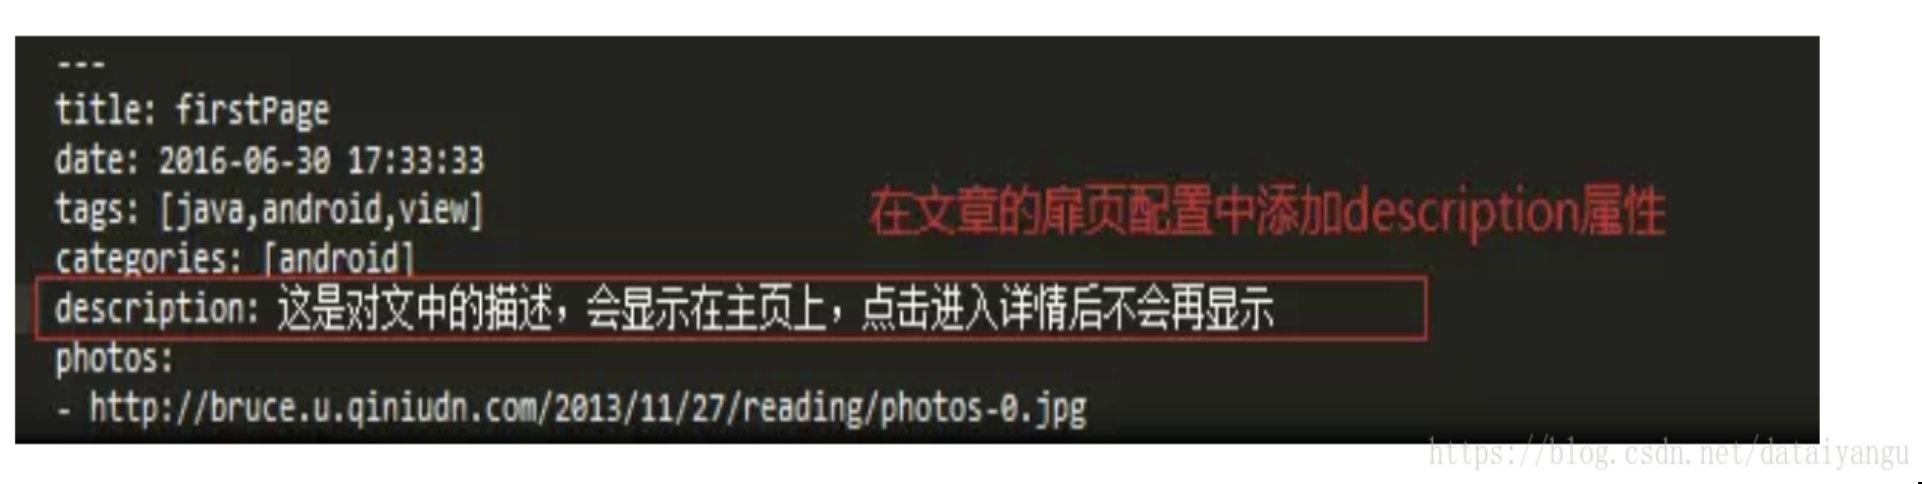 ---
title: firstPage
date: 2016-06-30 17:33:33
tags: [java,android,view]
在文章的扉页配置中添加description属性
categories: [android]
description: 这是对文中的描述，会显示在主页上，点击进入详情后不会再显示
photos:
- http://bruce.u.qiniudn.com/2013/11/27/reading/photos-0.jpg
https://blog.csdn.net/dataiyangu